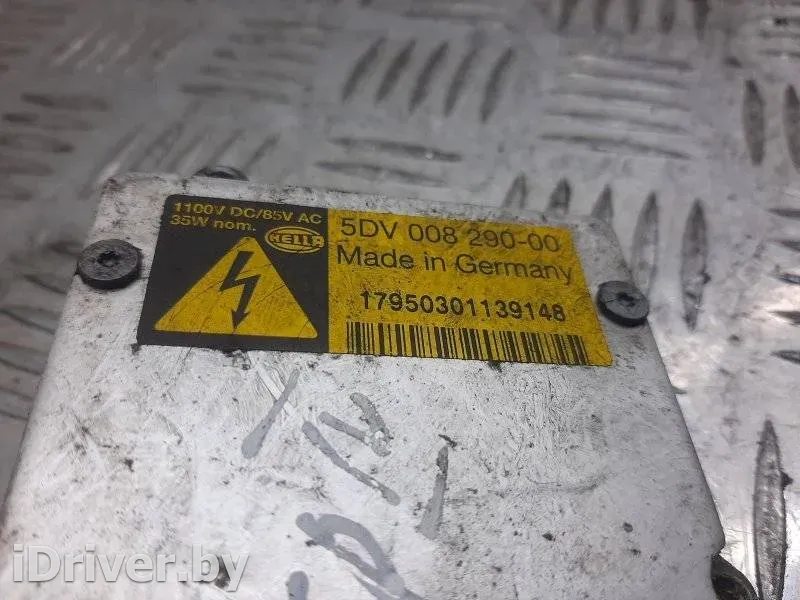 1100V DC/85V AC
35W nom.
HELLA
5DV 008 290-00
Made in Germany
17950301139148
iDriver.by